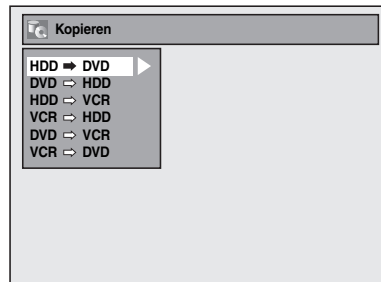 Kopieren
HDD ➡ DVD
DVD ⇨ HDD
HDD ⇨ VCR
VCR ⇨ HDD
DVD ⇨ VCR
VCR ⇨ DVD